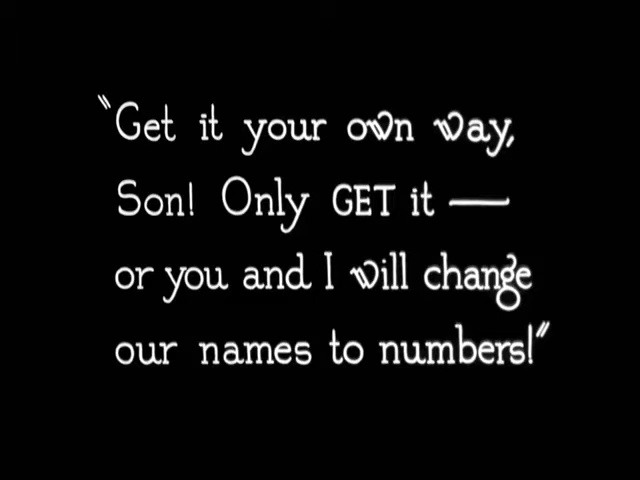 "Get it your own way,
Son! Only GET it —
or you and I will change
our names to numbers!"